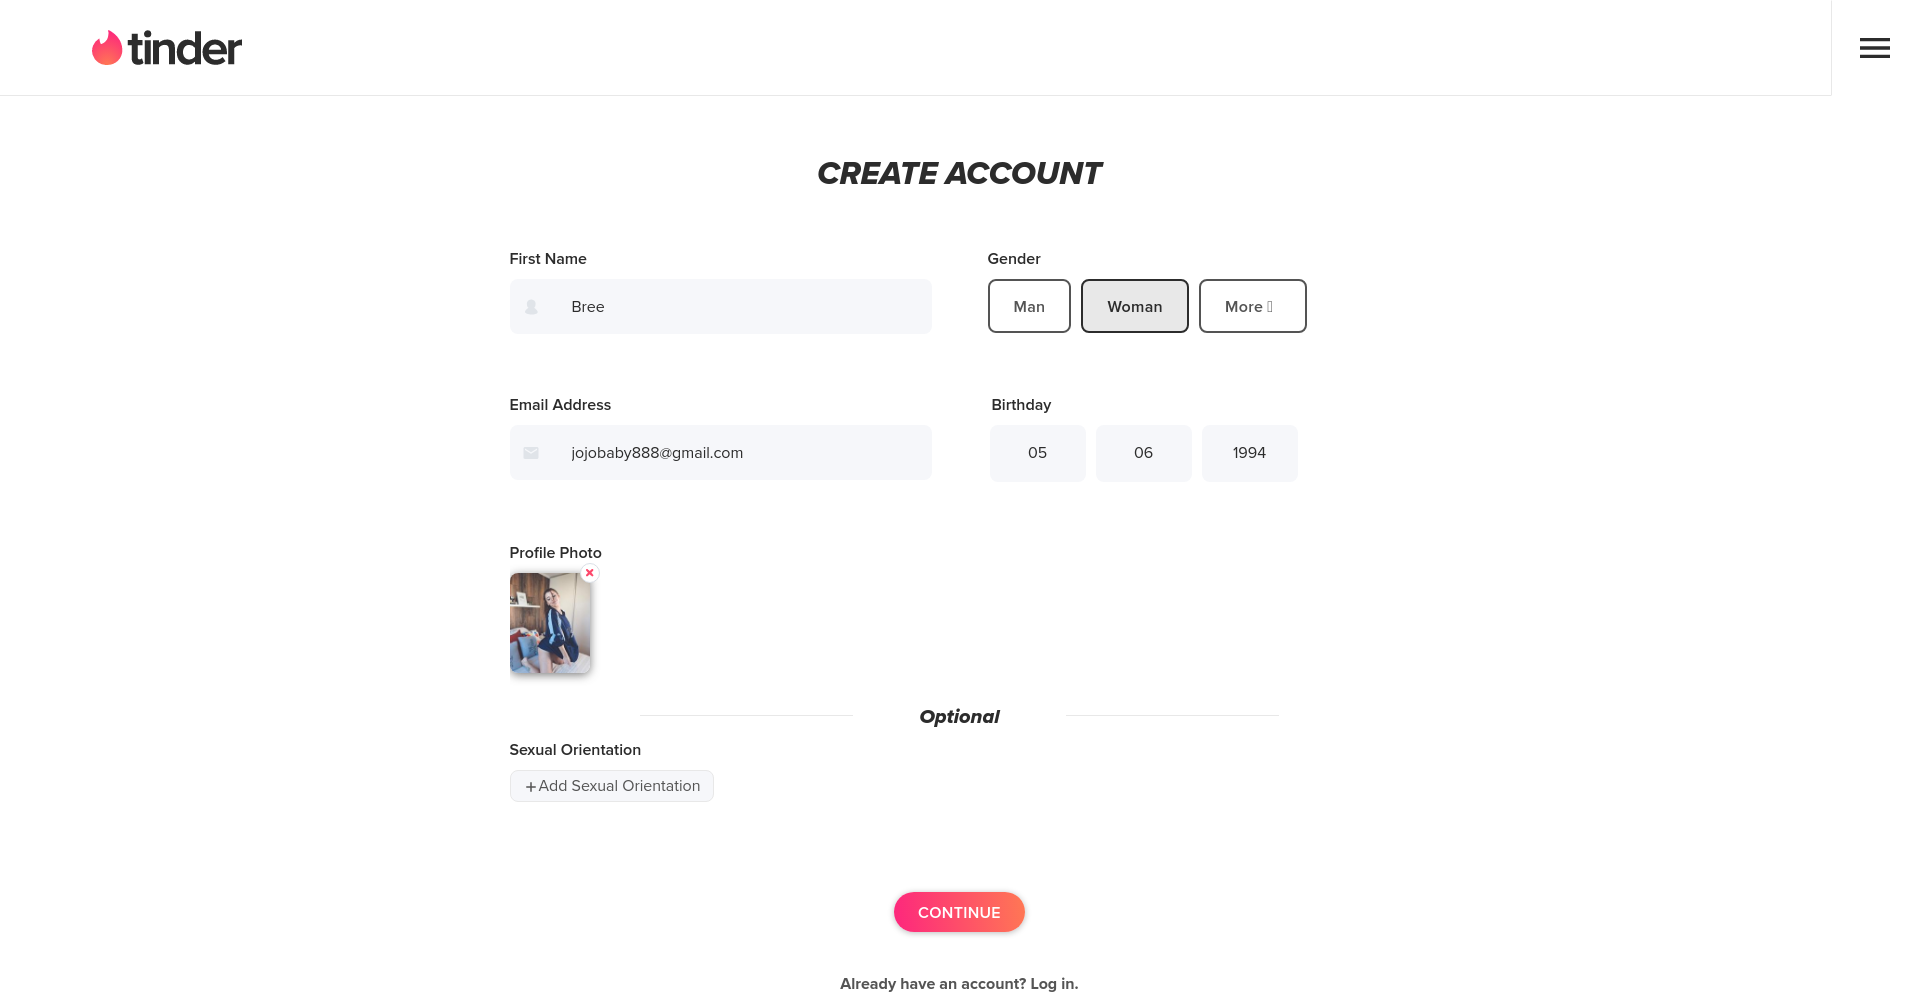 tinder
CREATE ACCOUNT
First Name
Bree
Gender
Man
Woman
More
Email Address
jojobaby888@gmail.com
Birthday
05
06
1994
Profile Photo
Optional
Sexual Orientation
+Add Sexual Orientation
CONTINUE
Already have an account? Log in.